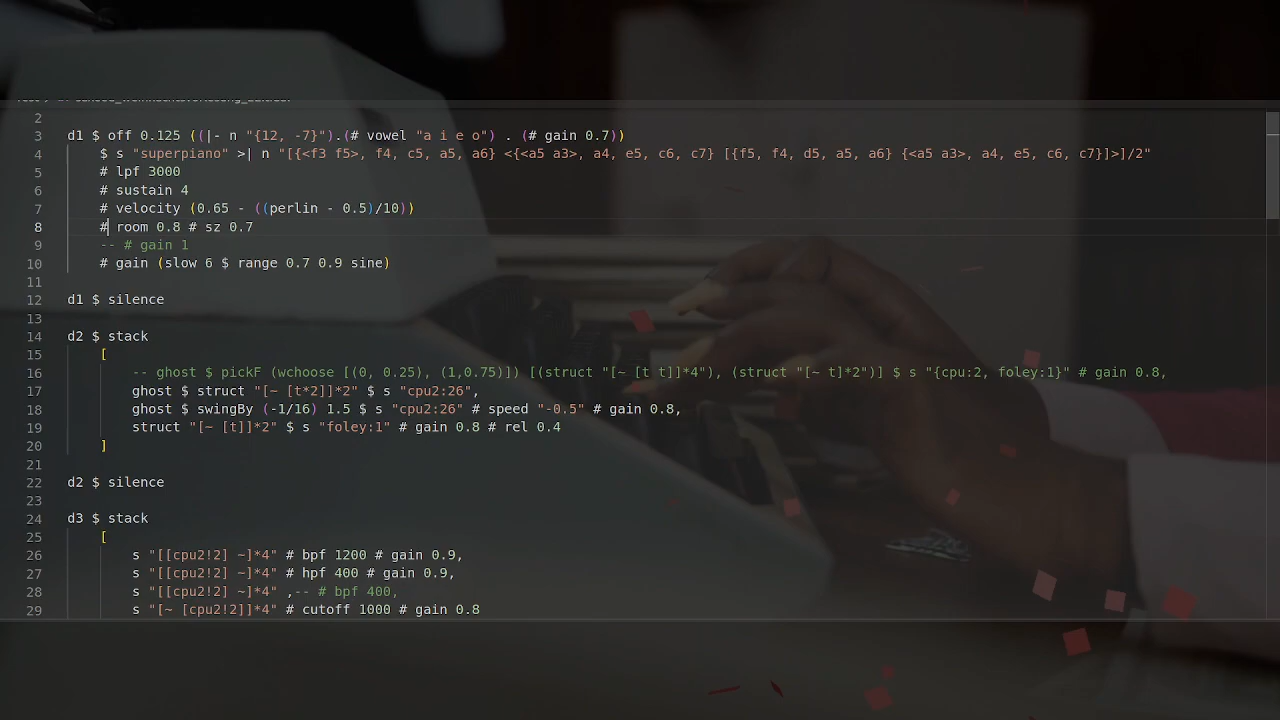 2
3 d1 $ off 0.125 ((|- n "{12, -7}").(# vowel "a i e o") . (# gain 0.7))
4 $ s "superpiano" >| n "[{<f3 f5>, f4, c5, a5, a6} <{<a5 a3>, a4, e5, c6, c7} [{f5, f4, d5, a5, a6} {<a5 a3>, a4, e5, c6, c7}]>]/2"
5 # lpf 3000
6 # sustain 4
7 # velocity (0.65 - ((perlin - 0.5)/10))
8 # room 0.8 # sz 0.7
9 -- # gain 1
10 # gain (slow 6 $ range 0.7 0.9 sine)
11
12 d1 $ silence
13
14 d2 $ stack
15 [
16 -- ghost $ pickF (wchoose [(0, 0.25), (1,0.75)]) [(struct "[~ [t t]]*4"), (struct "[~ t]*2")] $ s "{cpu:2, foley:1}" # gain 0.8,
17 ghost $ struct "[~ [t*2]]*2" $ s "cpu2:26",
18 ghost $ swingBy (-1/16) 1.5 $ s "cpu2:26" # speed "-0.5" # gain 0.8,
19 struct "[~ [t]]*2" $ s "foley:1" # gain 0.8 # rel 0.4
20 ]
21
22 d2 $ silence
23
24 d3 $ stack
25 [
26 s "[[cpu2!2] ~]*4" # bpf 1200 # gain 0.9,
27 s "[[cpu2!2] ~]*4" # hpf 400 # gain 0.9,
28 s "[[cpu2!2] ~]*4" ,-- # bpf 400,
29 s "[~ [cpu2!2]]*4" # cutoff 1000 # gain 0.8